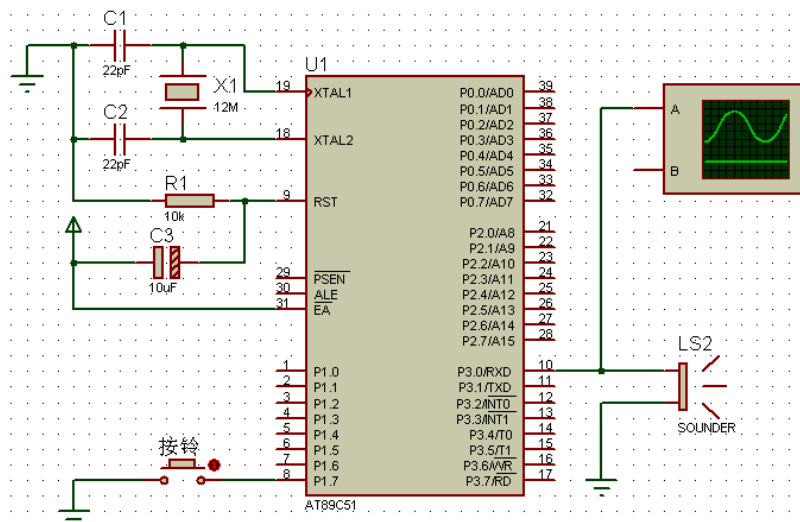 C1
22pF
X1
12M
C2
22pF
R1
10k
C3
10uF
U1
19 XTAL1
18 XTAL2
9 RST
29 PSEN
30 ALE
31 EA
1 P1.0
2 P1.1
3 P1.2
4 P1.3
5 P1.4
6 P1.5
7 P1.6
8 P1.7
P0.0/AD0 39
P0.1/AD1 38
P0.2/AD2 37
P0.3/AD3 36
P0.4/AD4 35
P0.5/AD5 34
P0.6/AD6 33
P0.7/AD7 32
P2.0/A8 21
P2.1/A9 22
P2.2/A10 23
P2.3/A11 24
P2.4/A12 25
P2.5/A13 26
P2.6/A14 27
P2.7/A15 28
P3.0/RXD 10
P3.1/TXD 11
P3.2/INT0 12
P3.3/INT1 13
P3.4/T0 14
P3.5/T1 15
P3.6/WR 16
P3.7/RD 17
AT89C51
接铃
A
B
LS2
SOUNDER